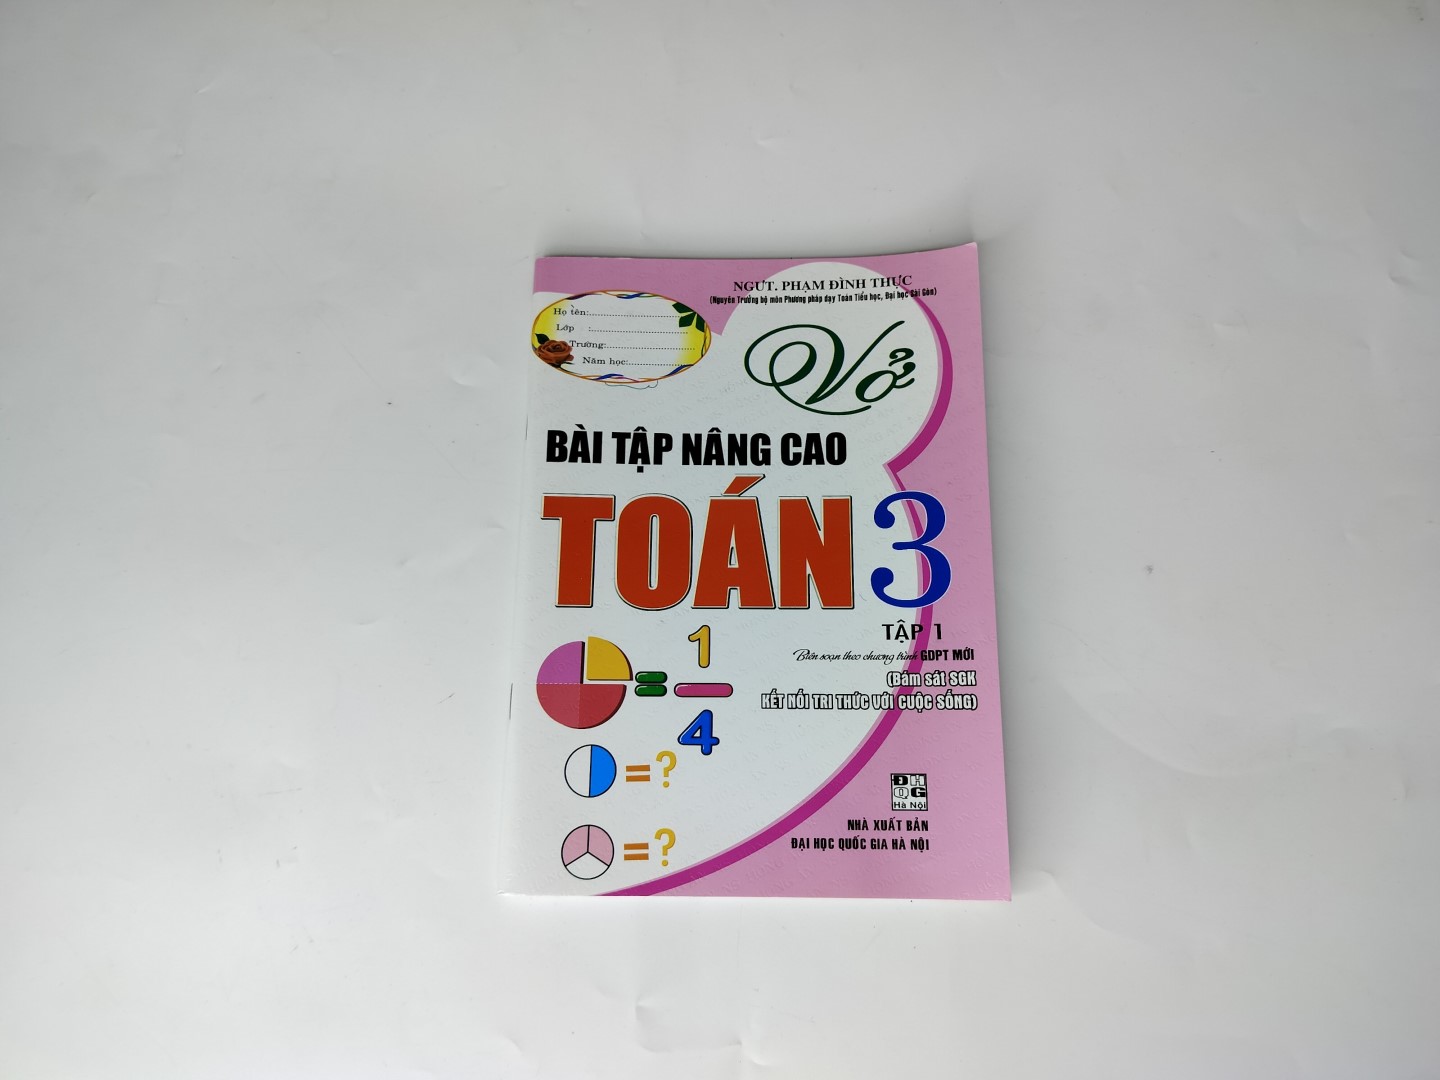 NGƯT. PHẠM ĐÌNH THỰC
(Nguyên Trưởng bộ môn Phương pháp dạy Toán Tiểu học, Đại học Sài Gòn)
Họ tên:..............................
Lớp :..............................
Trường:..............................
Năm học:....................
Vở
BÀI TẬP NÂNG CAO
TOÁN 3
TẬP 1
Biên soạn theo chương trình GDPT MỚI
(Bám sát SGK
KẾT NỐI TRI THỨC VỚI CUỘC SỐNG)
= 1
4
= ?
= ?
ĐH
QG
Hà Nội
NHÀ XUẤT BẢN
ĐẠI HỌC QUỐC GIA HÀ NỘI